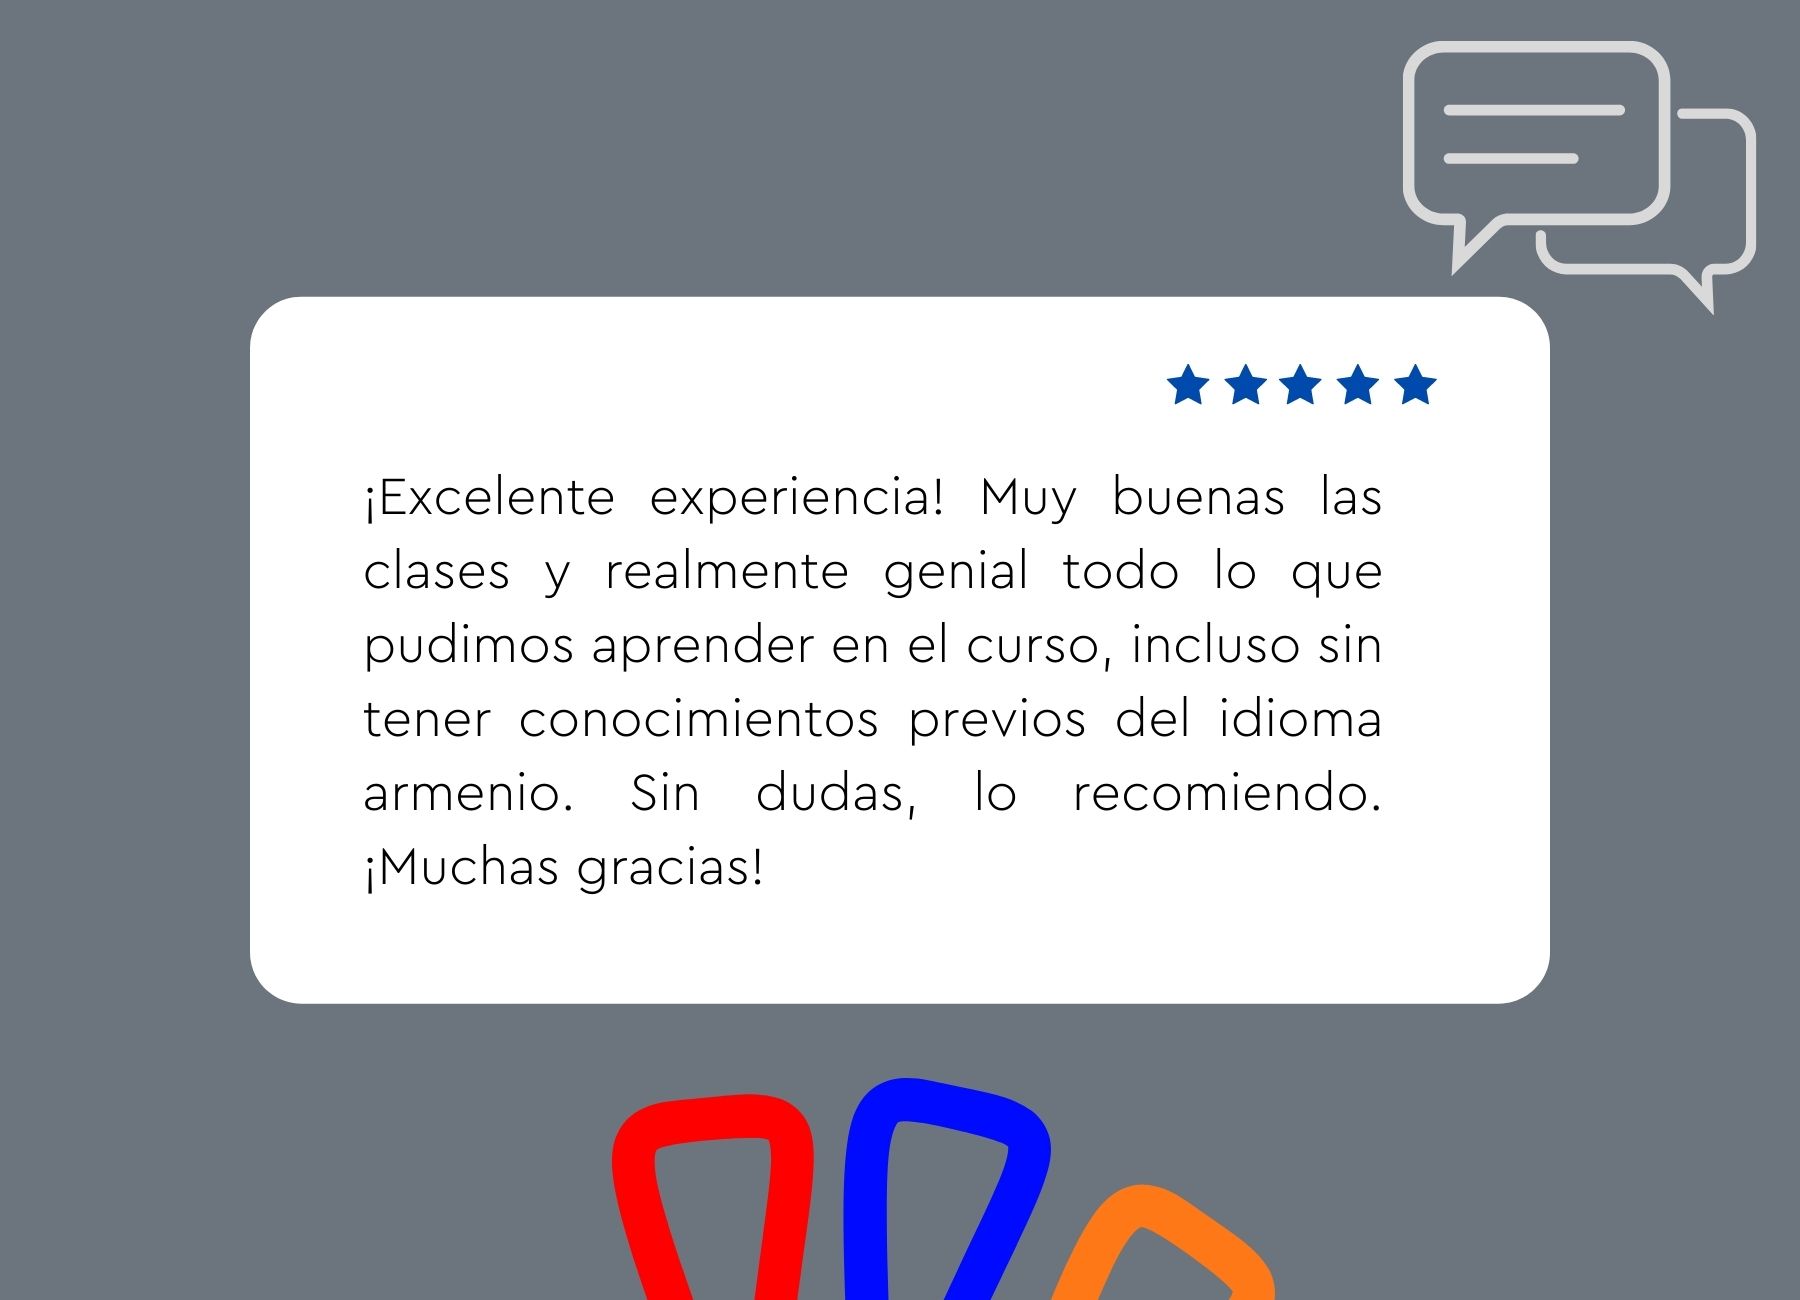 ¡Excelente experiencia! Muy buenas las
clases y realmente genial todo lo que
pudimos aprender en el curso, incluso sin
tener conocimientos previos del idioma
armenio. Sin dudas, lo recomiendo.
¡Muchas gracias!